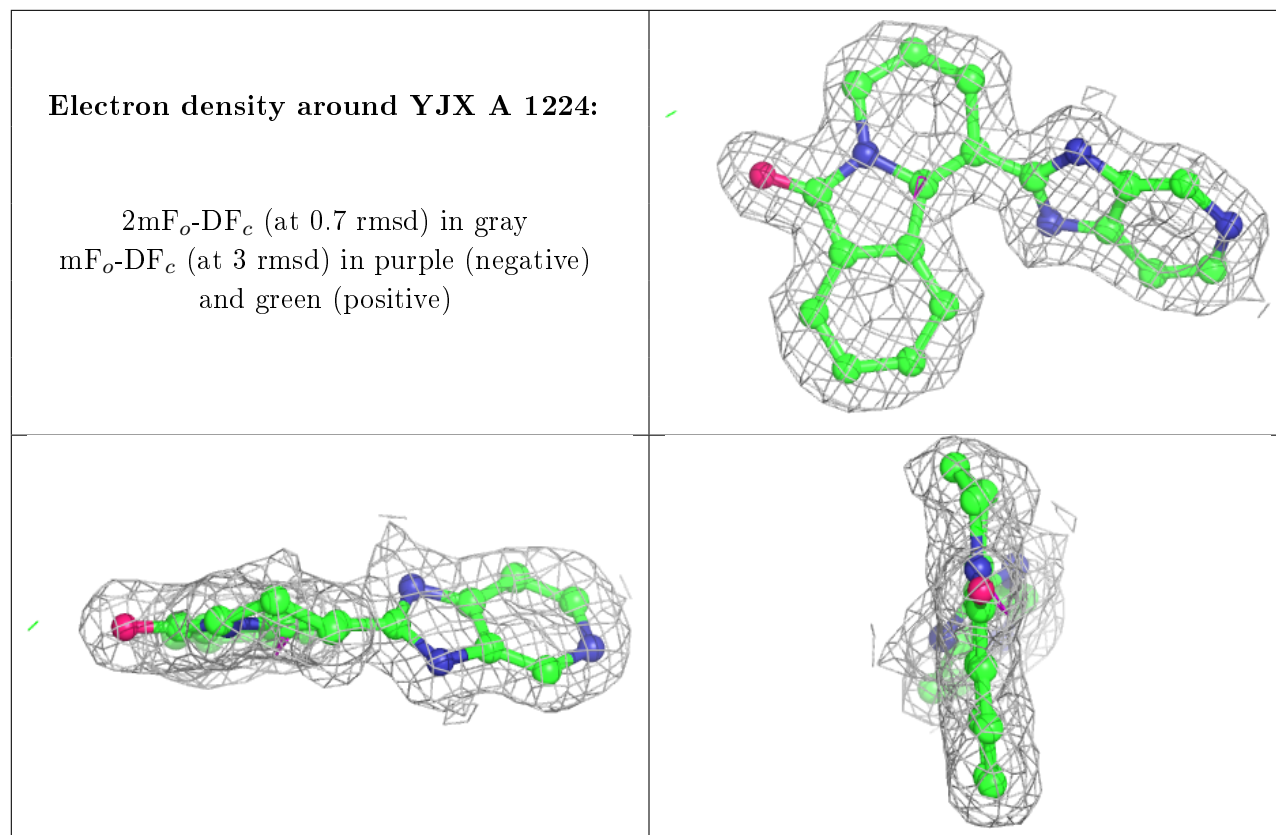 Electron density around YJX A 1224:
2mFₒ-DF𝒸 (at 0.7 rmsd) in gray
mFₒ-DF𝒸 (at 3 rmsd) in purple (negative)
and green (positive)